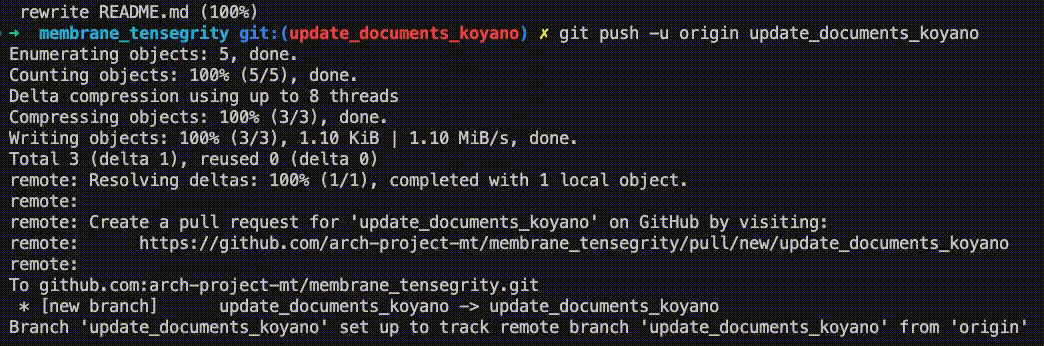 rewrite README.md (100%)
➜ membrane_tensegrity git:(update_documents_koyano) ✗ git push -u origin update_documents_koyano
Enumerating objects: 5, done.
Counting objects: 100% (5/5), done.
Delta compression using up to 8 threads
Compressing objects: 100% (3/3), done.
Writing objects: 100% (3/3), 1.10 KiB | 1.10 MiB/s, done.
Total 3 (delta 1), reused 0 (delta 0)
remote: Resolving deltas: 100% (1/1), completed with 1 local object.
remote:
remote: Create a pull request for 'update_documents_koyano' on GitHub by visiting:
remote:      https://github.com/arch-project-mt/membrane_tensegrity/pull/new/update_documents_koyano
remote:
To github.com:arch-project-mt/membrane_tensegrity.git
 * [new branch]      update_documents_koyano -> update_documents_koyano
Branch 'update_documents_koyano' set up to track remote branch 'update_documents_koyano' from 'origin'